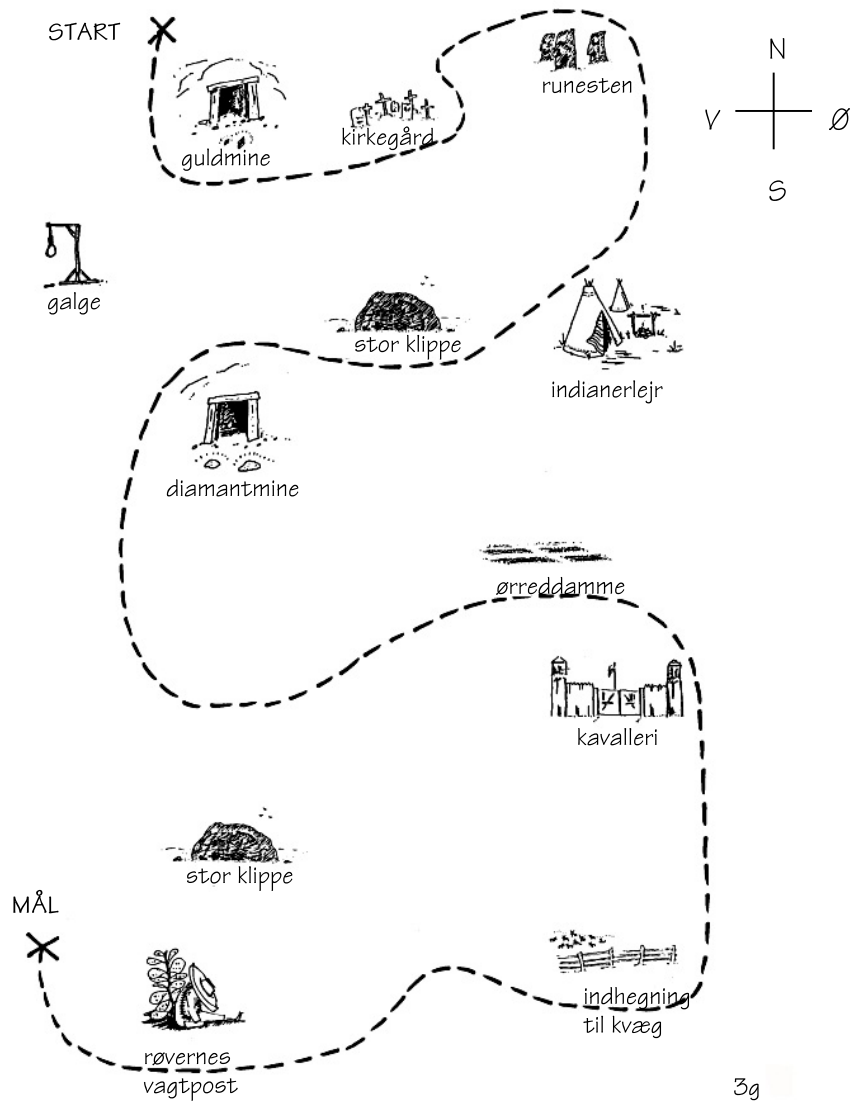 START
runesten
N
V
Ø
S
kirkegård
guldmine
galge
stor klippe
indianerlejr
diamantmine
ørreddamme
kavalleri
stor klippe
MÅL
indhegning
til kvæg
røvernes
vagtpost
3g